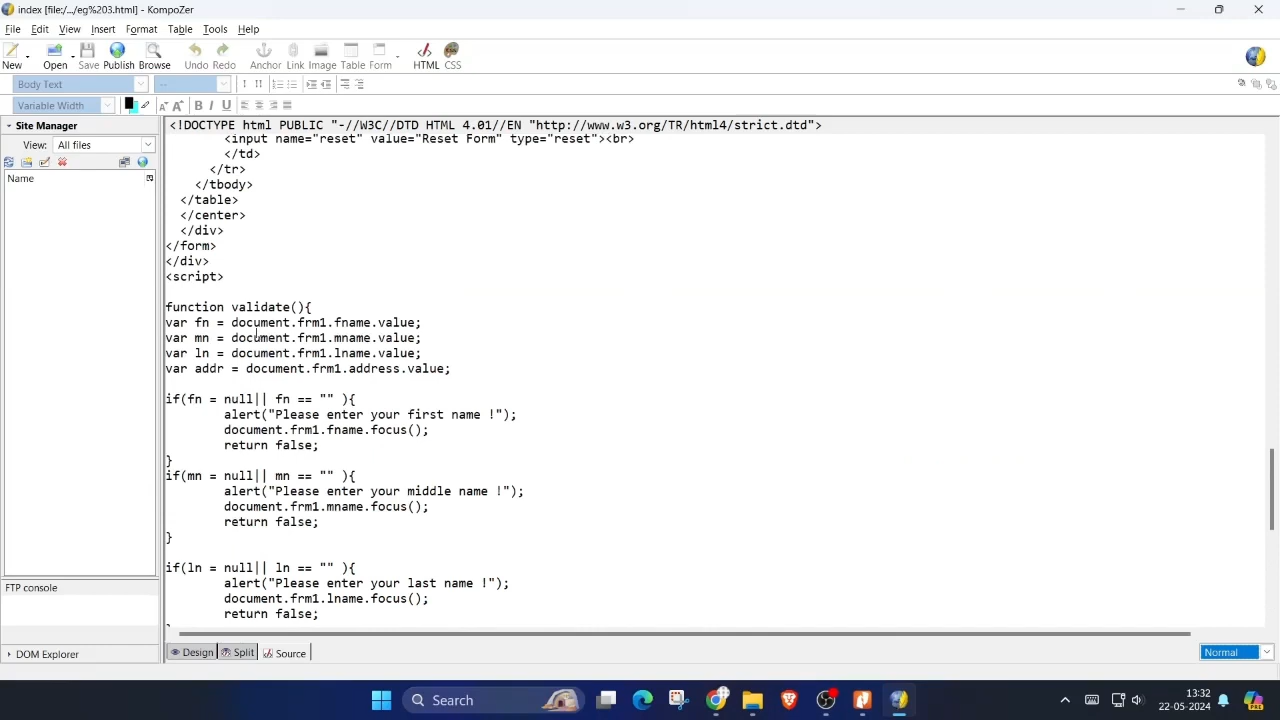 index [file:/.../eg%203.html] - KompoZer
File Edit View Insert Format Table Tools Help
New Open Save Publish Browse Undo Redo Anchor Link Image Table Form HTML CSS
Body Text --
Variable Width B I U
Site Manager
View: All files
Name
<!DOCTYPE html PUBLIC "-//W3C//DTD HTML 4.01//EN "http://www.w3.org/TR/html4/strict.dtd">
<input name="reset" value="Reset Form" type="reset"><br>
</td>
</tr>
</tbody>
</table>
</center>
</div>
</form>
</div>
<script>
function validate(){
var fn = document.frm1.fname.value;
var mn = document.frm1.mname.value;
var ln = document.frm1.lname.value;
var addr = document.frm1.address.value;
if(fn = null|| fn == "" ){
alert("Please enter your first name !");
document.frm1.fname.focus();
return false;
}
if(mn = null|| mn == "" ){
alert("Please enter your middle name !");
document.frm1.mname.focus();
return false;
}
if(ln = null|| ln == "" ){
alert("Please enter your last name !");
document.frm1.lname.focus();
return false;
FTP console
DOM Explorer
Design Split Source
Normal
Search
13:32
22-05-2024